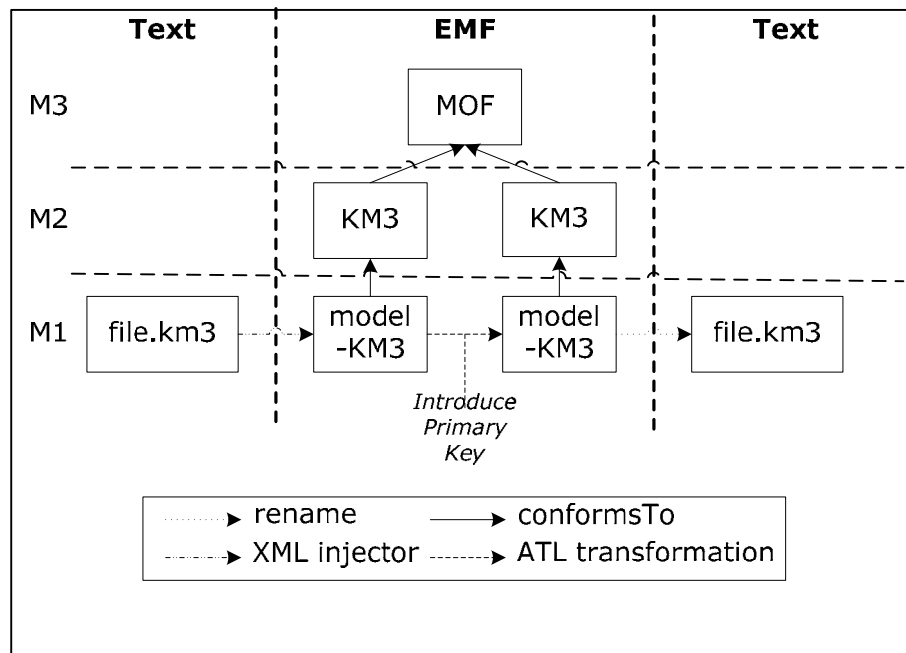 Text EMF Text
M3
MOF
M2
KM3 KM3
M1
file.km3
model
-KM3
model
-KM3
file.km3
Introduce
Primary
Key
rename conformsTo
XML injector ATL transformation